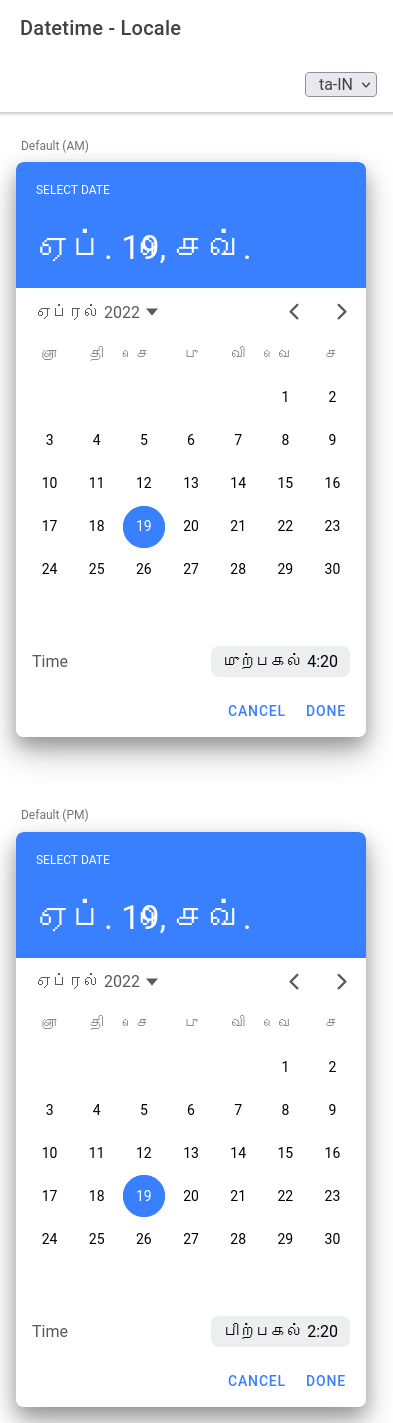 Datetime - Locale
ta-IN
Default (AM)
SELECT DATE
ஏப். 19, செவ்.
ஏப்ரல் 2022
ஞா தி செ பு வி வெ ச
1 2
3 4 5 6 7 8 9
10 11 12 13 14 15 16
17 18 19 20 21 22 23
24 25 26 27 28 29 30
Time முற்பகல் 4:20
CANCEL DONE
Default (PM)
SELECT DATE
ஏப். 19, செவ்.
ஏப்ரல் 2022
ஞா தி செ பு வி வெ ச
1 2
3 4 5 6 7 8 9
10 11 12 13 14 15 16
17 18 19 20 21 22 23
24 25 26 27 28 29 30
Time பிற்பகல் 2:20
CANCEL DONE